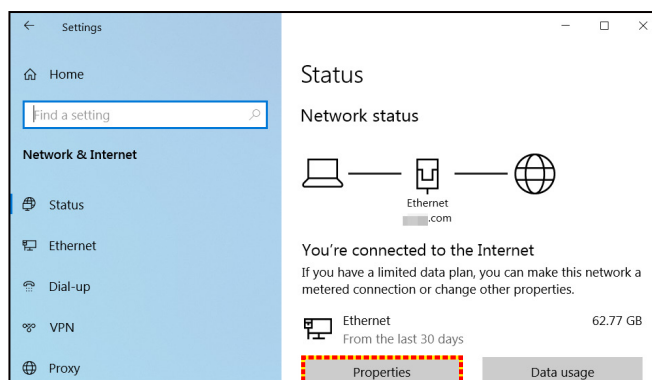 Settings
Home
Find a setting
Network & Internet
Status
Ethernet
Dial-up
VPN
Proxy
Status
Network status
Ethernet
.com
You're connected to the Internet
If you have a limited data plan, you can make this network a
metered connection or change other properties.
Ethernet 62.77 GB
From the last 30 days
Properties Data usage